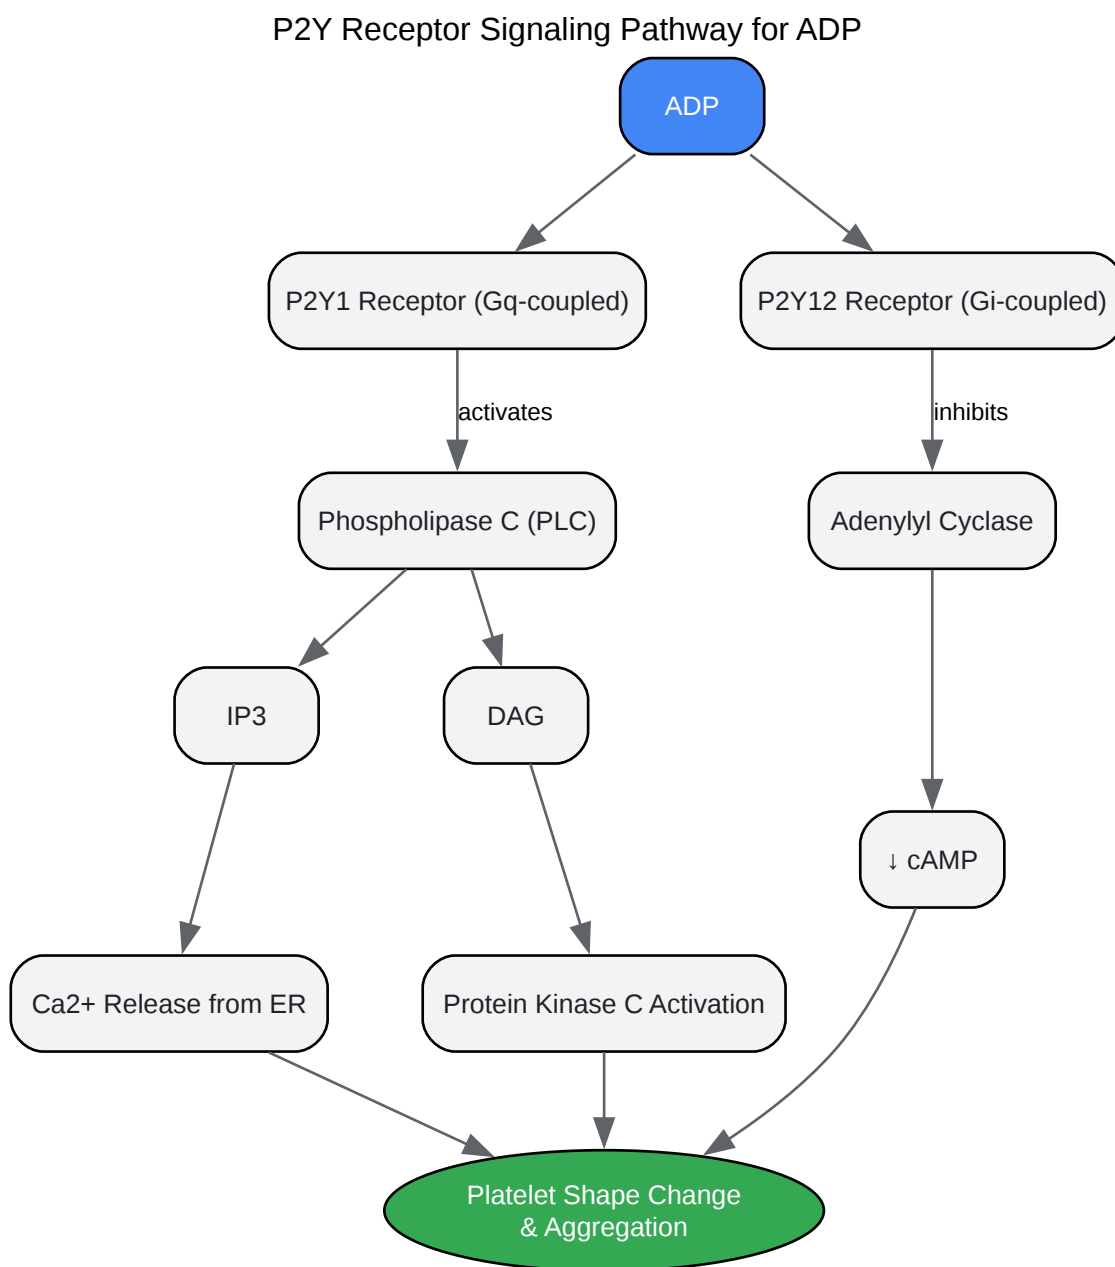 P2Y Receptor Signaling Pathway for ADP
ADP
P2Y1 Receptor (Gq-coupled)
P2Y12 Receptor (Gi-coupled)
activates
inhibits
Phospholipase C (PLC)
Adenylyl Cyclase
IP3
DAG
↓ cAMP
Ca2+ Release from ER
Protein Kinase C Activation
Platelet Shape Change
& Aggregation